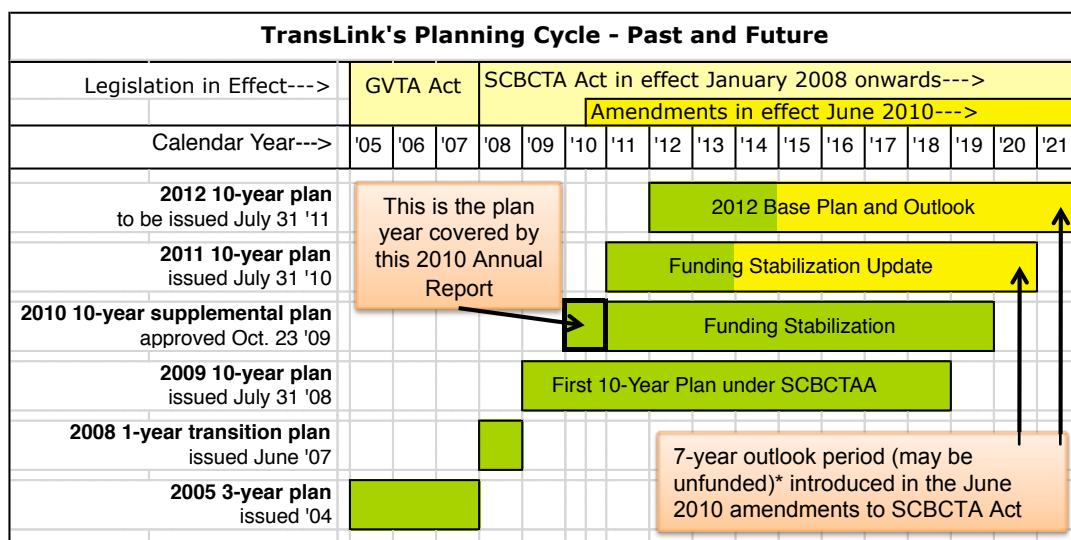 TransLink's Planning Cycle - Past and Future
Legislation in Effect--->
GVTA Act
SCBCTA Act in effect January 2008 onwards--->
Amendments in effect June 2010--->
Calendar Year--->
'05 '06 '07 '08 '09 '10 '11 '12 '13 '14 '15 '16 '17 '18 '19 '20 '21
2012 10-year plan
to be issued July 31 '11
2012 Base Plan and Outlook
2011 10-year plan
issued July 31 '10
Funding Stabilization Update
This is the plan
year covered by
this 2010 Annual
Report
2010 10-year supplemental plan
approved Oct. 23 '09
Funding Stabilization
2009 10-year plan
issued July 31 '08
First 10-Year Plan under SCBCTAA
2008 1-year transition plan
issued June '07
2005 3-year plan
issued '04
7-year outlook period (may be
unfunded)* introduced in the June
2010 amendments to SCBCTA Act